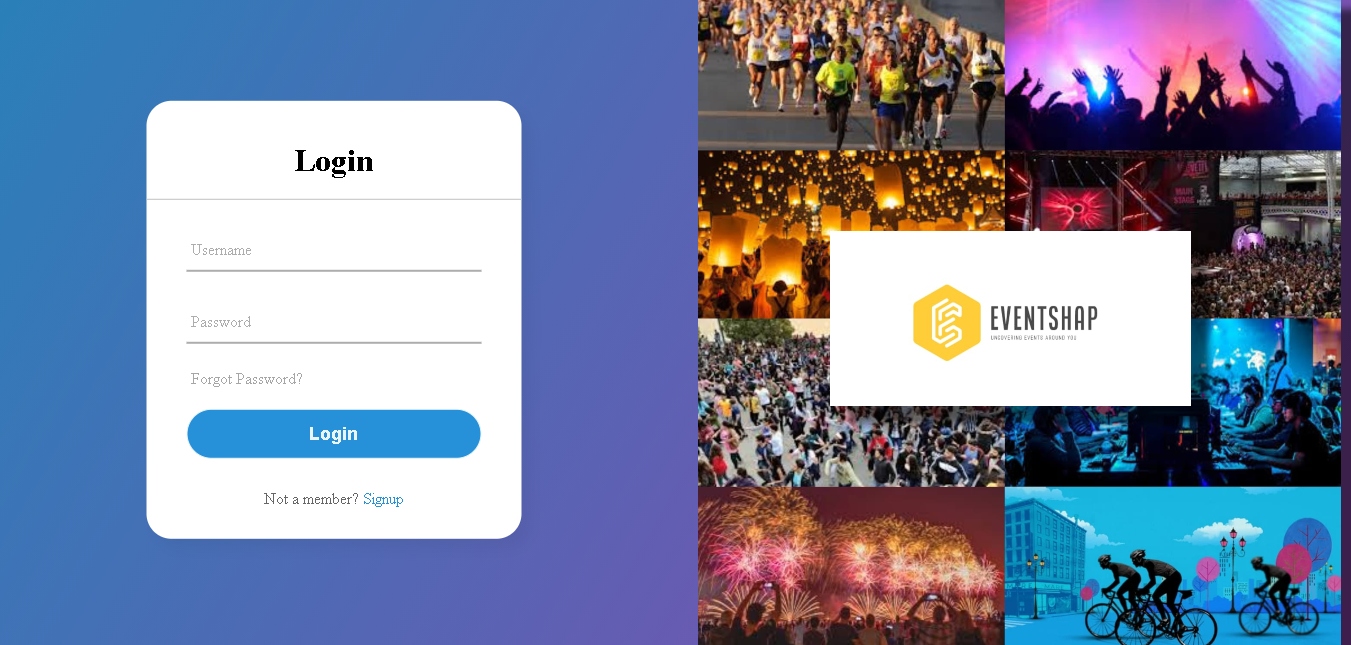 Login
Username
Password
Forgot Password?
Login
Not a member? Signup
EVENTSHAP
UNCOVERING EVENTS AROUND YOU